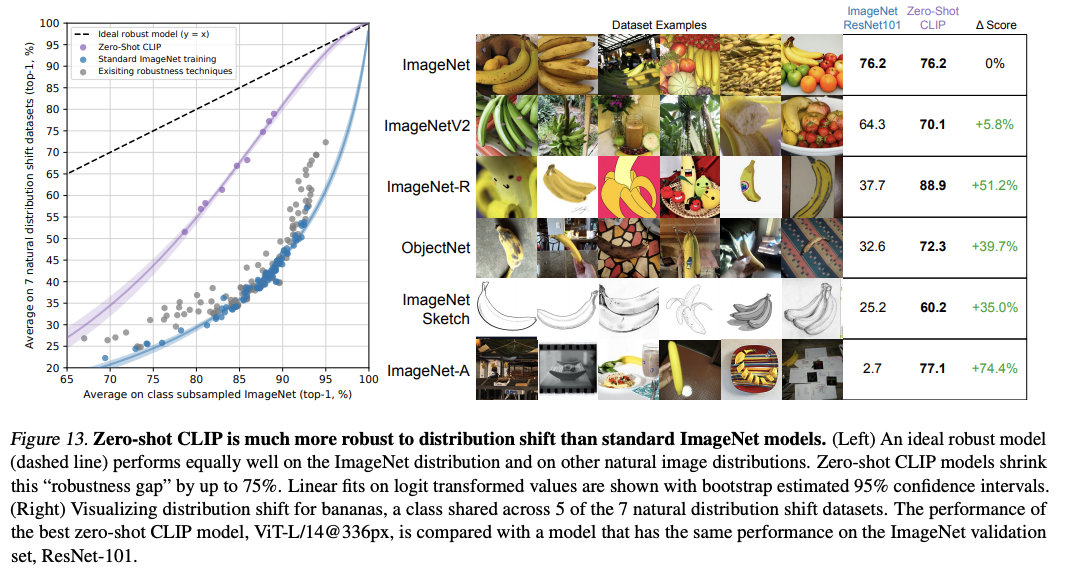 100
95
90
85
80
75
70
65
60
55
50
45
40
35
30
25
20
Average on 7 natural distribution shift datasets (top-1, %)
Ideal robust model (y = x)
Zero-Shot CLIP
Standard ImageNet training
Exisiting robustness techniques
65 70 75 80 85 90 95 100
Average on class subsampled ImageNet (top-1, %)
Dataset Examples
ImageNet
ResNet101
Zero-Shot
CLIP
Δ Score
ImageNet 76.2 76.2 0%
ImageNetV2 64.3 70.1 +5.8%
ImageNet-R 37.7 88.9 +51.2%
ObjectNet 32.6 72.3 +39.7%
ImageNet
Sketch 25.2 60.2 +35.0%
ImageNet-A 2.7 77.1 +74.4%
Figure 13. Zero-shot CLIP is much more robust to distribution shift than standard ImageNet models. (Left) An ideal robust model
(dashed line) performs equally well on the ImageNet distribution and on other natural image distributions. Zero-shot CLIP models shrink
this “robustness gap” by up to 75%. Linear fits on logit transformed values are shown with bootstrap estimated 95% confidence intervals.
(Right) Visualizing distribution shift for bananas, a class shared across 5 of the 7 natural distribution shift datasets. The performance of
the best zero-shot CLIP model, ViT-L/14@336px, is compared with a model that has the same performance on the ImageNet validation
set, ResNet-101.